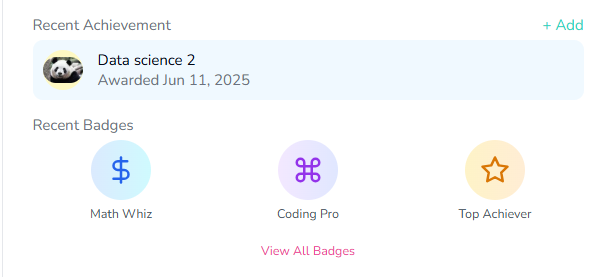 Recent Achievement
+ Add
Data science 2
Awarded Jun 11, 2025
Recent Badges
Math Whiz
Coding Pro
Top Achiever
View All Badges